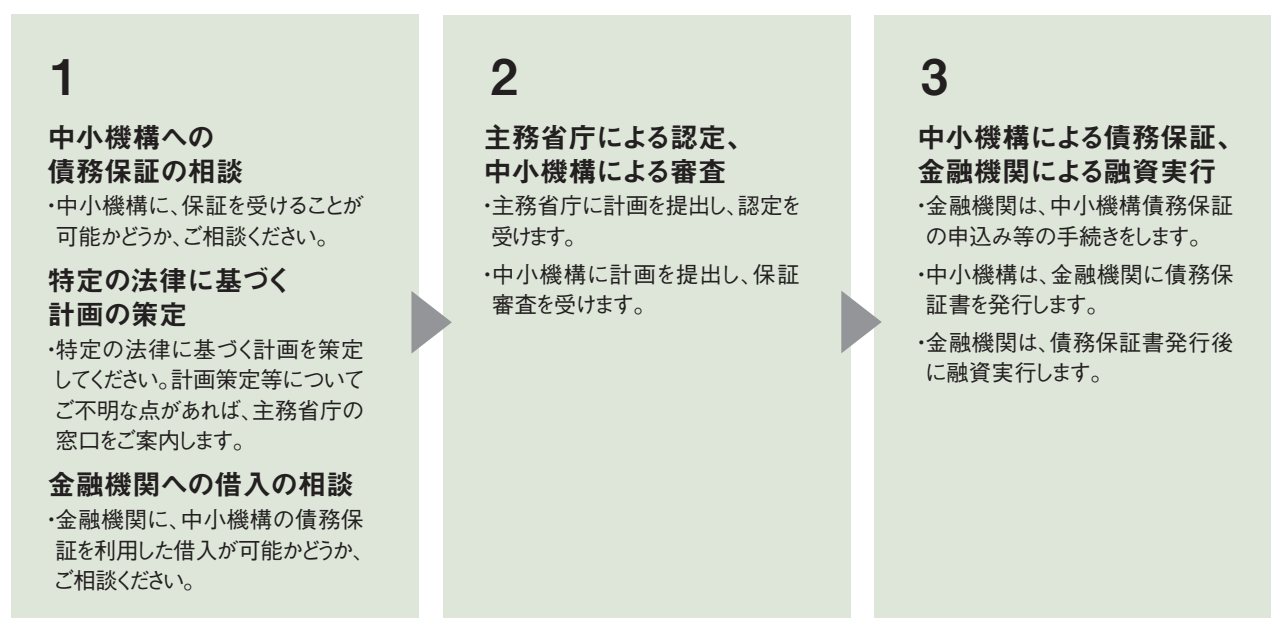 1
中小機構への
債務保証の相談
・中小機構に、保証を受けることが
可能かどうか、ご相談ください。
特定の法律に基づく
計画の策定
・特定の法律に基づく計画を策定
してください。計画策定等について
ご不明な点があれば、主務省庁の
窓口をご案内します。
金融機関への借入の相談
・金融機関に、中小機構の債務保
証を利用した借入が可能かどうか、
ご相談ください。
2
主務省庁による認定、
中小機構による審査
・主務省庁に計画を提出し、認定を
受けます。
・中小機構に計画を提出し、保証
審査を受けます。
3
中小機構による債務保証、
金融機関による融資実行
・金融機関は、中小機構債務保証
の申込み等の手続きをします。
・中小機構は、金融機関に債務保
証書を発行します。
・金融機関は、債務保証書発行後
に融資実行します。